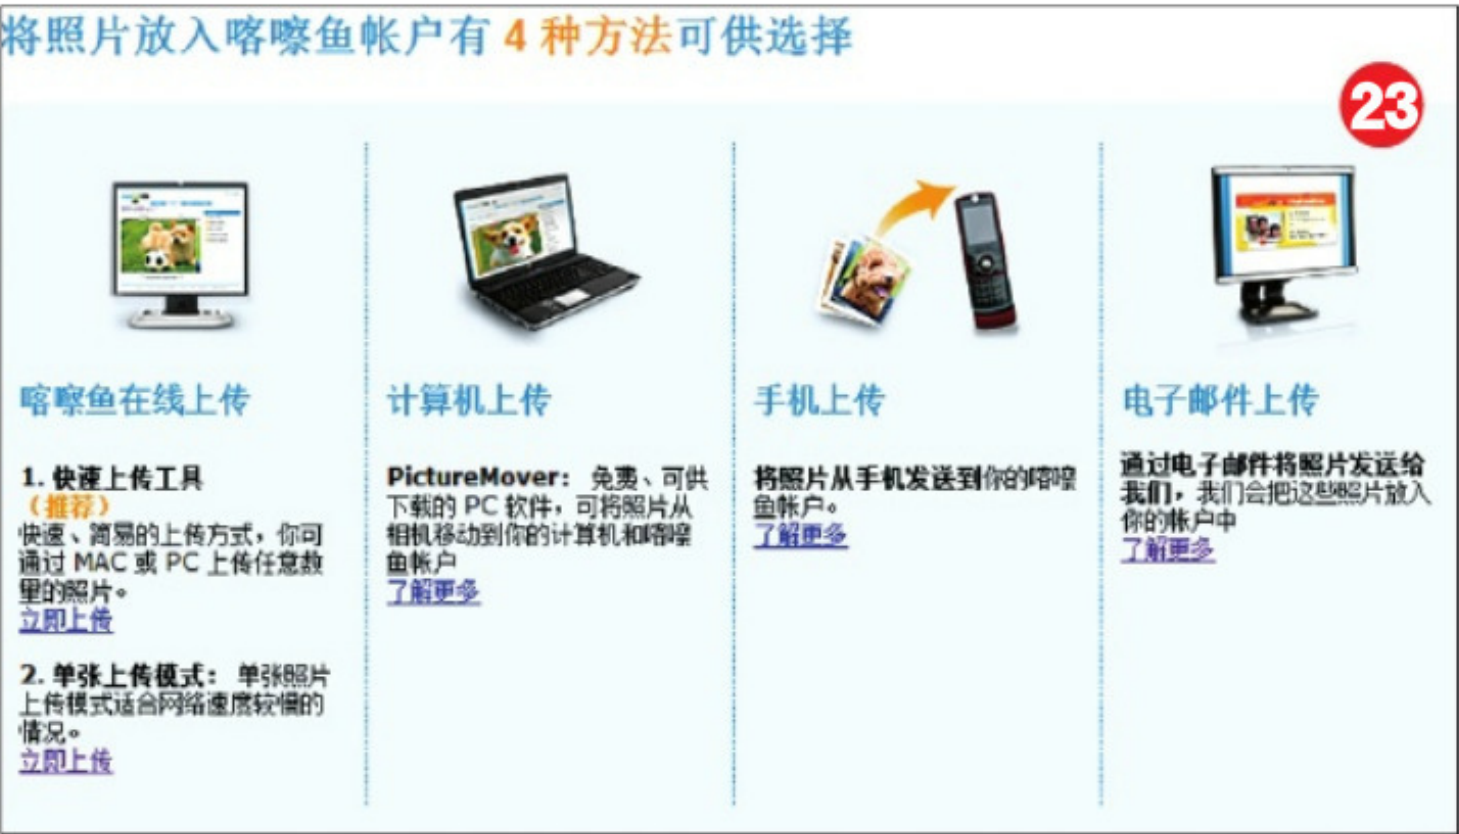 将照片放入喀嚓鱼帐户有 4 种方法可供选择
23
喀嚓鱼在线上传
1. 快速上传工具
（推荐）
快速、简易的上传方式，你可
通过 MAC 或 PC 上传任意数
量的照片。
立即上传
2. 单张上传模式： 单张照片
上传模式适合网络速度较慢的
情况。
立即上传
计算机上传
PictureMover： 免费、可供
下载的 PC 软件，可将照片从
相机移动到你的计算机和喀嚓
鱼帐户
了解更多
手机上传
将照片从手机发送到你的喀嚓
鱼帐户。
了解更多
电子邮件上传
通过电子邮件将照片发送给
我们，我们会把这些照片放入
你的帐户中
了解更多